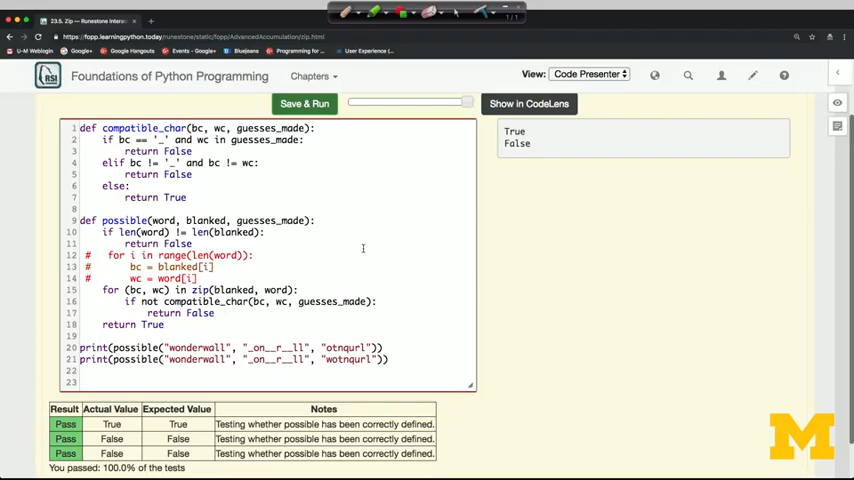 1/1
23.5. Zip — Runestone Interac
https://fopp.learningpython.today/runestone/static/fopp/AdvancedAccumulation/zip.html
U-M Weblogin
Google+
Google Hangouts
Events - Google+
Bluejeans
Programming for ...
User Experience (...
RSI
Foundations of Python Programming
Chapters
View:
Code Presenter
Save & Run
Show in CodeLens
1 def compatible_char(bc, wc, guesses_made):
2 if bc == '_' and wc in guesses_made:
3 return False
4 elif bc != '_' and bc != wc:
5 return False
6 else:
7 return True
8
9 def possible(word, blanked, guesses_made):
10 if len(word) != len(blanked):
11 return False
12 # for i in range(len(word)):
13 # bc = blanked[i]
14 # wc = word[i]
15 for (bc, wc) in zip(blanked, word):
16 if not compatible_char(bc, wc, guesses_made):
17 return False
18 return True
19
20 print(possible("wonderwall", "_on__r__ll", "otnqurl"))
21 print(possible("wonderwall", "_on__r__ll", "wotnqurl"))
22
23
True
False
Result Actual Value Expected Value Notes
Pass True True Testing whether possible has been correctly defined.
Pass False False Testing whether possible has been correctly defined.
Pass False False Testing whether possible has been correctly defined.
You passed: 100.0% of the tests
M